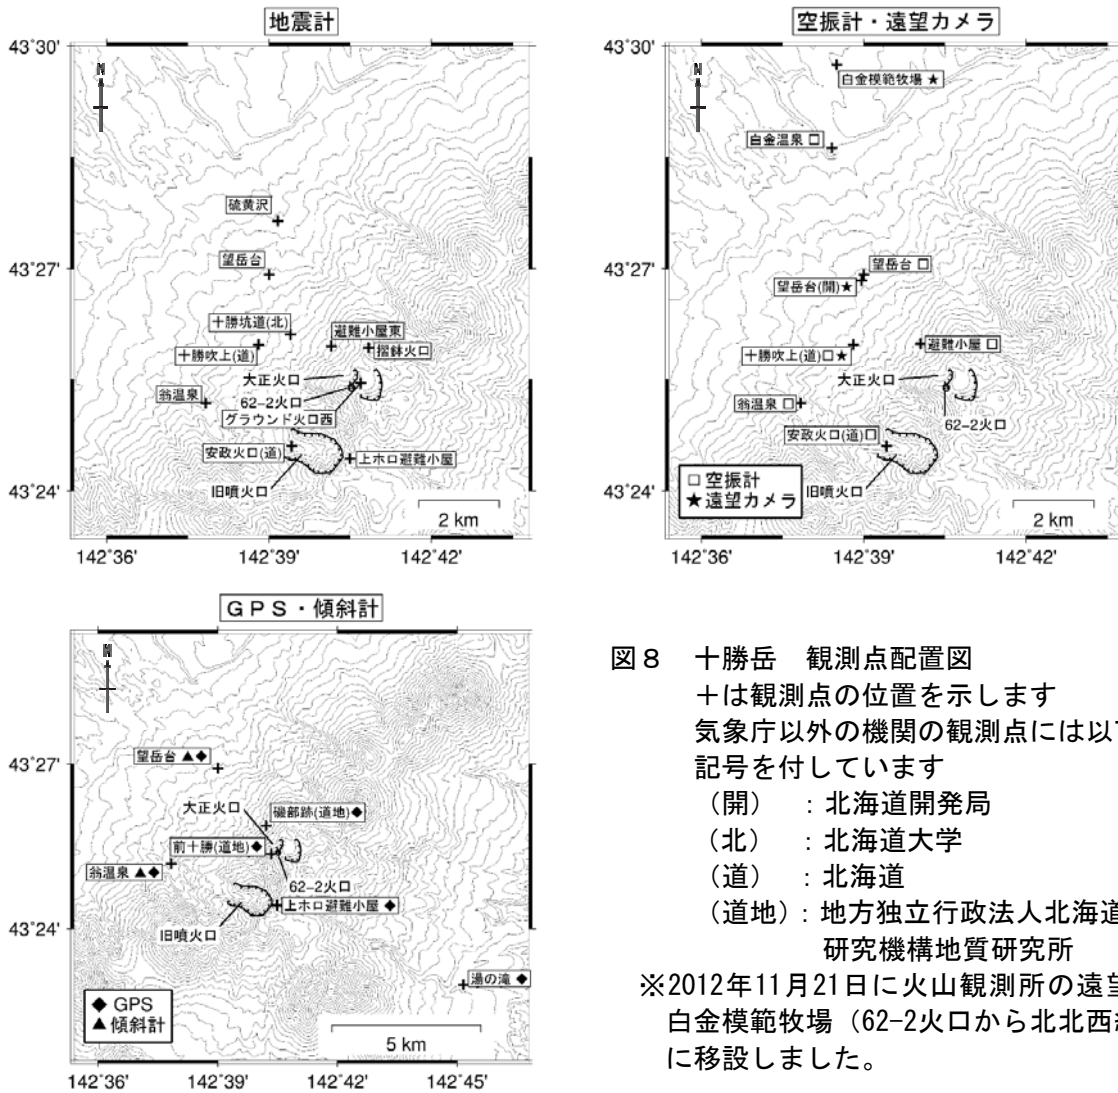 地震計
43°30'
N
硫黄沢
望岳台
43°27'
十勝坑道(北)
避難小屋東
十勝吹上(道)
摺鉢火口
大正火口
翁温泉
62-2火口
グラウンド火口西
安政火口(道)
上ホロ避難小屋
43°24'
旧噴火口
2 km
142°36'
142°39'
142°42'
空振計・遠望カメラ
43°30'
N
白金模範牧場 ★
白金温泉 □
望岳台 □
43°27'
望岳台(開)★
避難小屋 □
十勝吹上(道)□★
大正火口
翁温泉 □
62-2火口
安政火口(道)□
□ 空振計
★遠望カメラ
旧噴火口
43°24'
2 km
142°36'
142°39'
142°42'
GPS・傾斜計
N
望岳台 ▲◆
43°27'
大正火口
磯部跡(道地)◆
前十勝(道地)◆
翁温泉 ▲◆
62-2火口
上ホロ避難小屋 ◆
43°24'
旧噴火口
湯の滝 ◆
◆ GPS
▲傾斜計
5 km
142°36'
142°39'
142°42'
142°45'
図8 十勝岳 観測点配置図
+は観測点の位置を示します
気象庁以外の機関の観測点には以
記号を付しています
(開) :北海道開発局
(北) :北海道大学
(道) :北海道
(道地):地方独立行政法人北海道
研究機構地質研究所
※2012年11月21日に火山観測所の遠望
白金模範牧場(62-2火口から北北西
に移設しました。